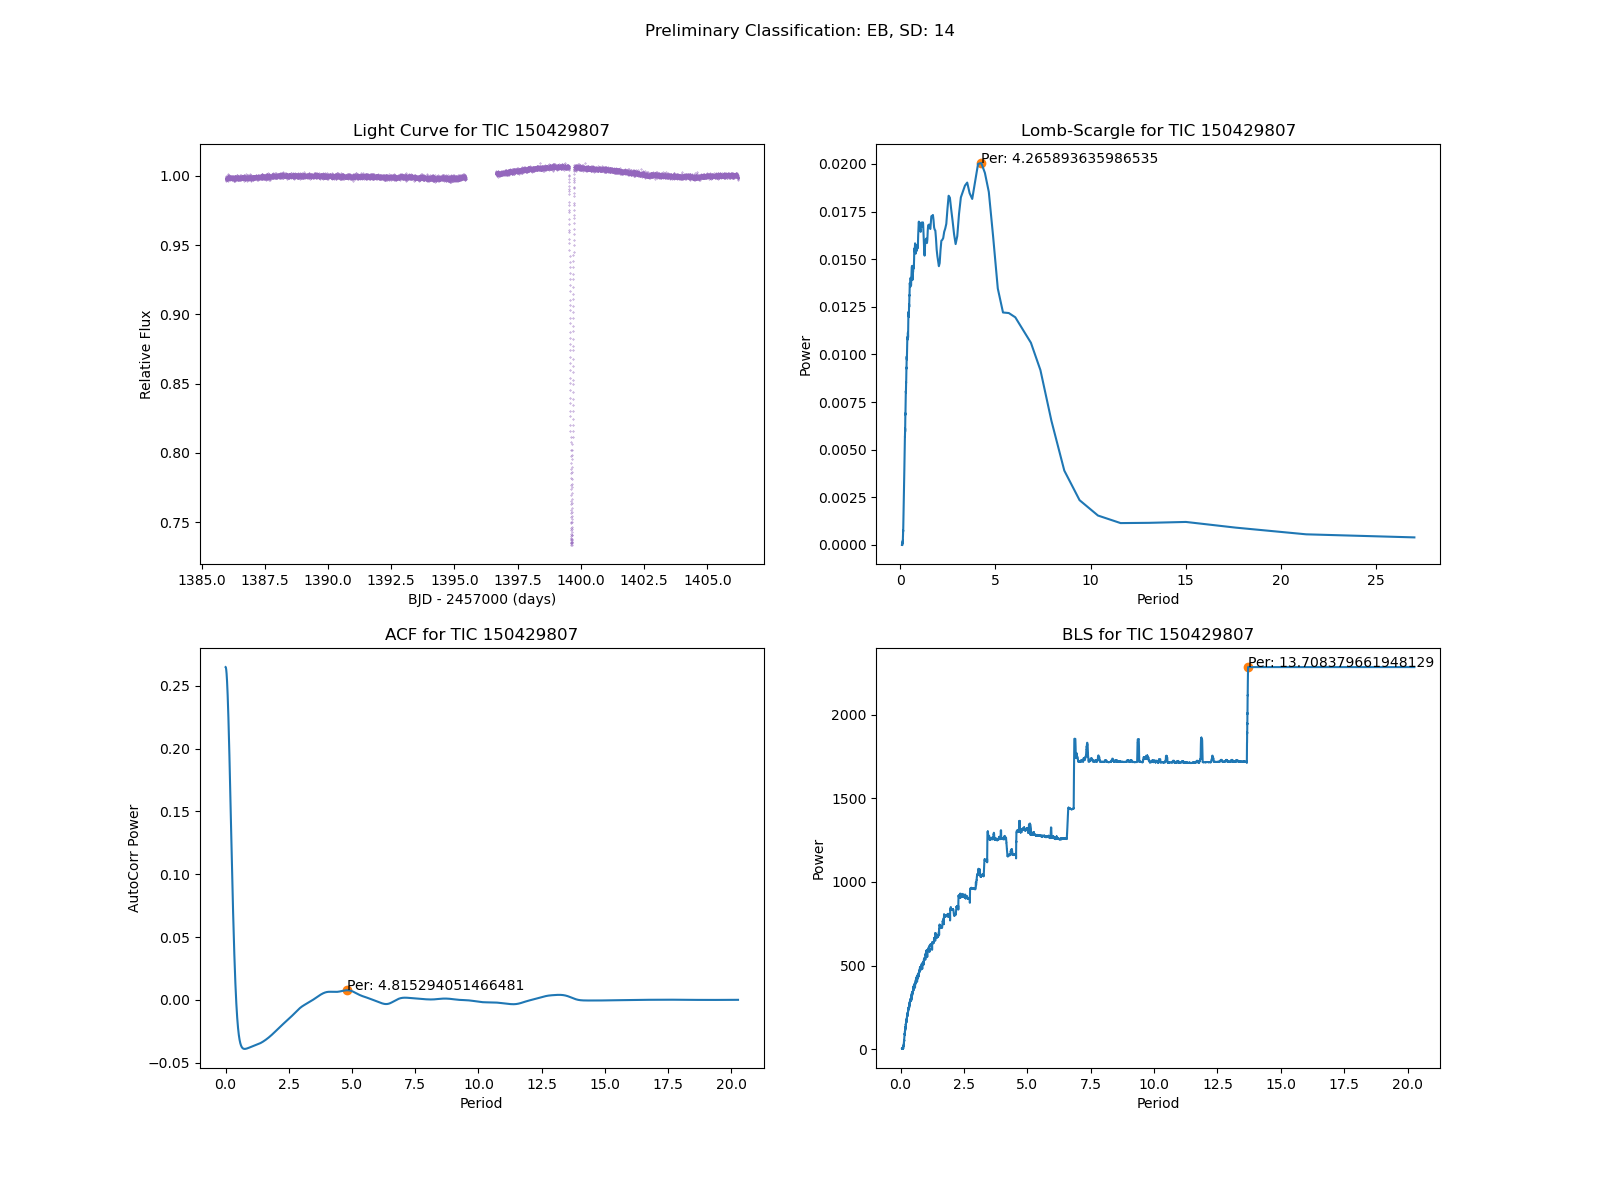 Preliminary Classification: EB, SD: 14
Light Curve for TIC 150429807
1.00
0.95
0.90
0.85
0.80
0.75
Relative Flux
1385.0 1387.5 1390.0 1392.5 1395.0 1397.5 1400.0 1402.5 1405.0
BJD - 2457000 (days)
Lomb-Scargle for TIC 150429807
Per: 4.265893635986535
0.0200
0.0175
0.0150
0.0125
0.0100
0.0075
0.0050
0.0025
0.0000
Power
0 5 10 15 20 25
Period
ACF for TIC 150429807
0.25
0.20
0.15
0.10
0.05
0.00
−0.05
AutoCorr Power
Per: 4.815294051466481
0.0 2.5 5.0 7.5 10.0 12.5 15.0 17.5 20.0
Period
BLS for TIC 150429807
Per: 13.708379661948129
2000
1500
1000
500
0
Power
0.0 2.5 5.0 7.5 10.0 12.5 15.0 17.5 20.0
Period